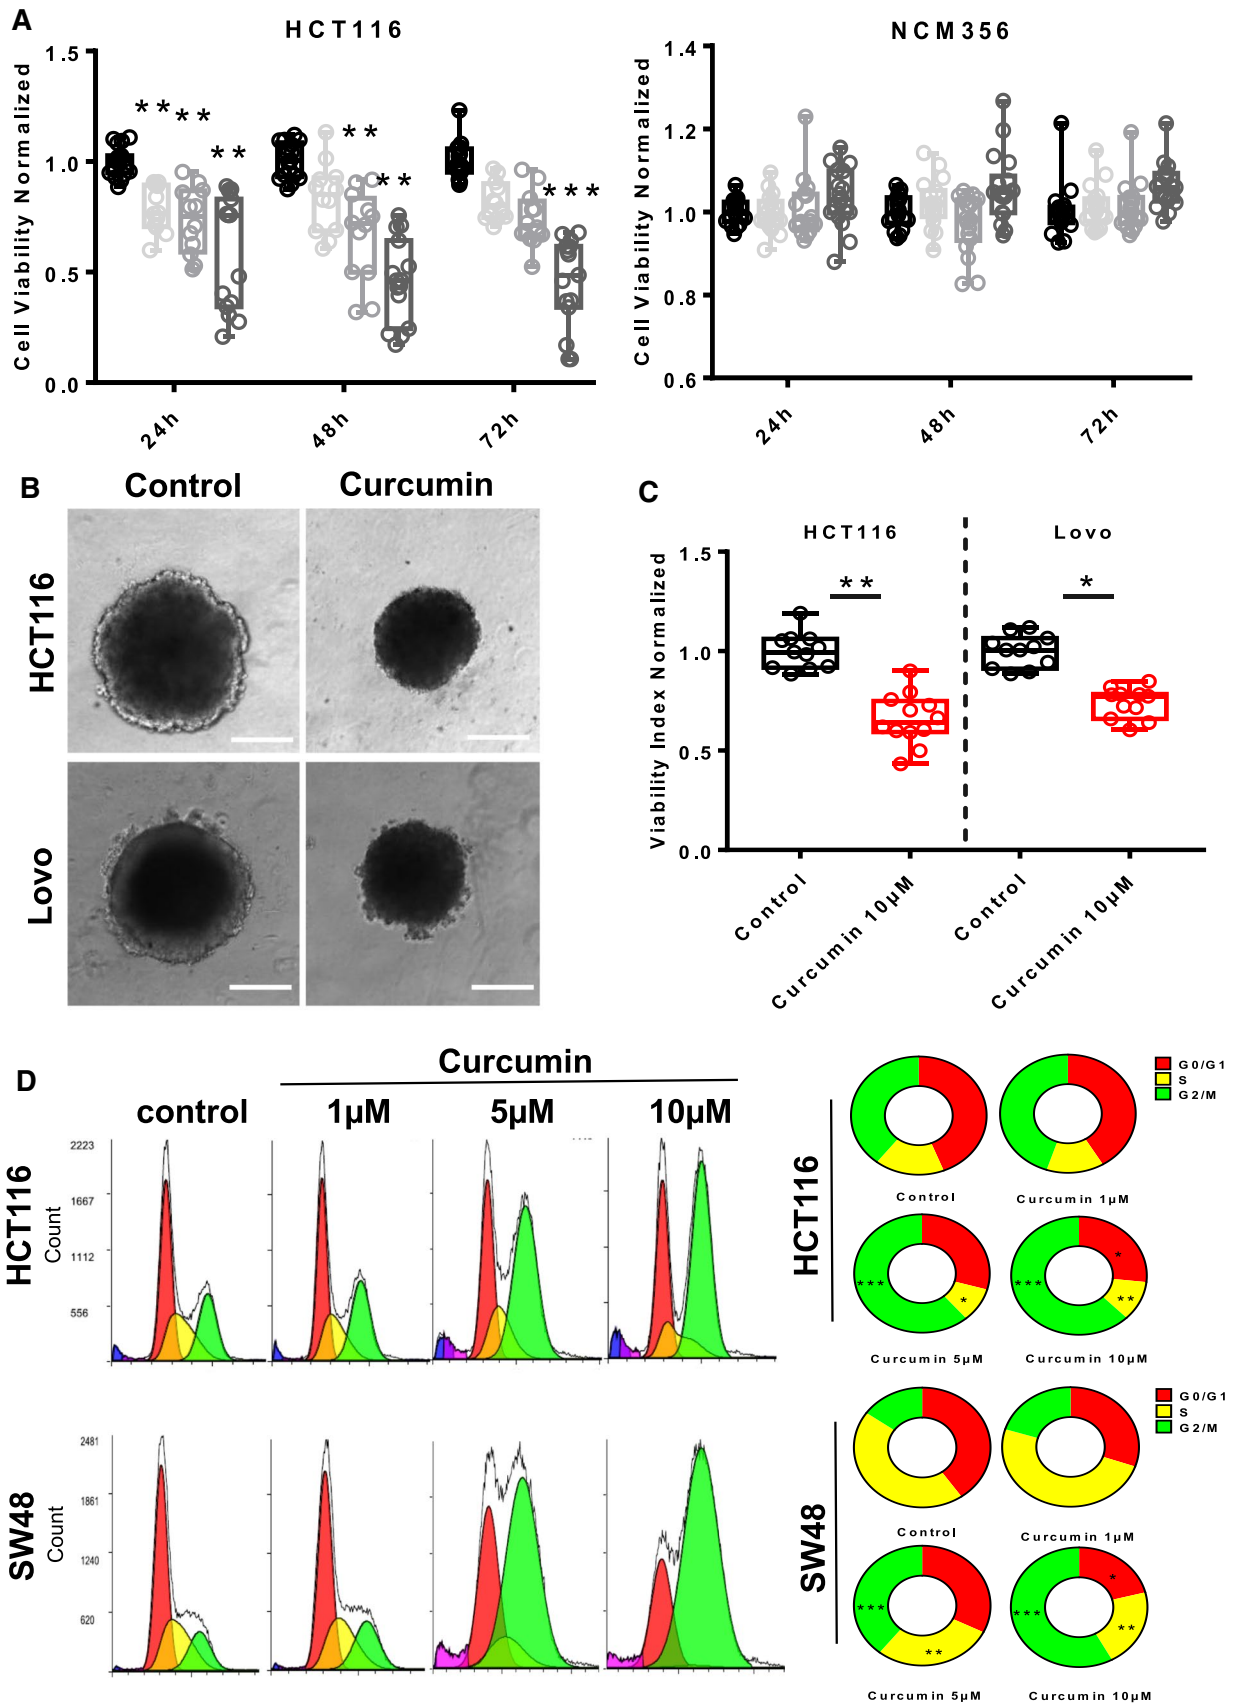 A
HCT116
Cell Viability Normalized
1.5
1.0
0.5
0.0
**
**
**
**
**
***
24h
48h
72h
NCM356
Cell Viability Normalized
1.4
1.2
1.0
0.8
0.6
24h
48h
72h
B
Control
Curcumin
HCT116
Lovo
C
HCT116
Lovo
Viability Index Normalized
1.5
1.0
0.5
0.0
**
*
Control
Curcumin 10µM
Control
Curcumin 10µM
D
Curcumin
control
1µM
5µM
10µM
HCT116
Count
2223
1667
1112
556
SW48
Count
2481
1861
1240
620
HCT116
G0/G1
S
G2/M
Control
Curcumin 1µM
***
*
***
*
**
Curcumin 5µM
Curcumin 10µM
SW48
G0/G1
S
G2/M
Control
Curcumin 1µM
***
**
***
*
**
Curcumin 5µM
Curcumin 10µM